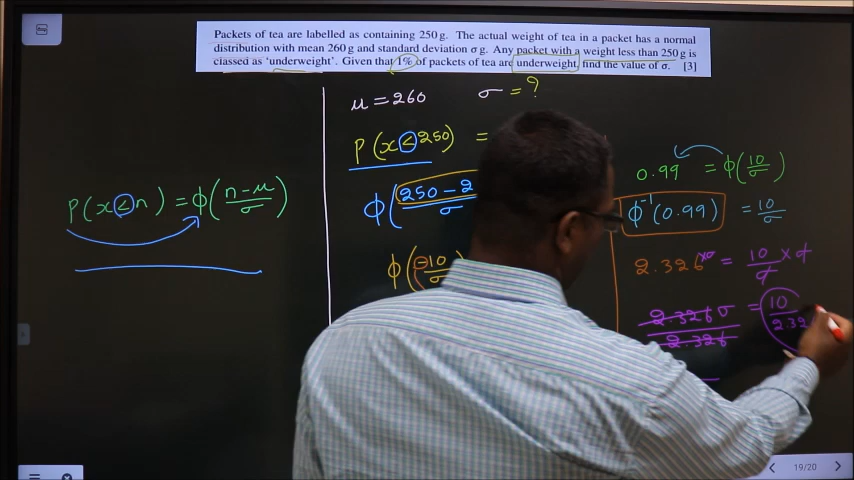 Packets of tea are labelled as containing 250 g. The actual weight of tea in a packet has a normal
distribution with mean 260 g and standard deviation σ g. Any packet with a weight less than 250 g is
classed as ‘underweight’. Given that 1% of packets of tea are underweight, find the value of σ. [3]
μ = 260 σ = ?
P(x < 250) =
P(x < n) = Φ((n - μ)/σ)
Φ(250 - 2 /σ
Φ(-10/σ)
0.99 = Φ(10/σ)
Φ⁻¹(0.99) = 10/σ
2.326 ×σ = 10/σ × σ
2.326 σ / 2.326 = 10/2.32
19/20